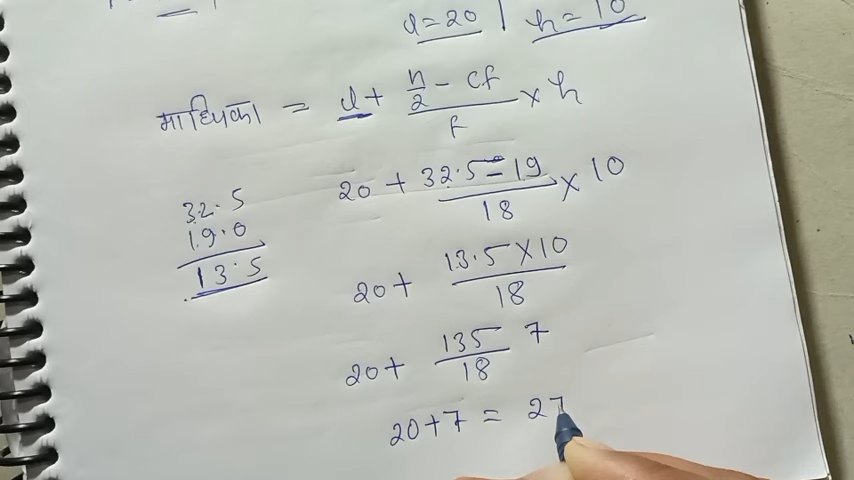 l = 20 | h = 10
माध्यिका = l + (n/2 - cf)/f × h
20 + (32.5 - 19)/18 × 10
32.5
19.0
13.5
20 + (13.5 × 10)/18
20 + 135/18 7
20 + 7 = 27